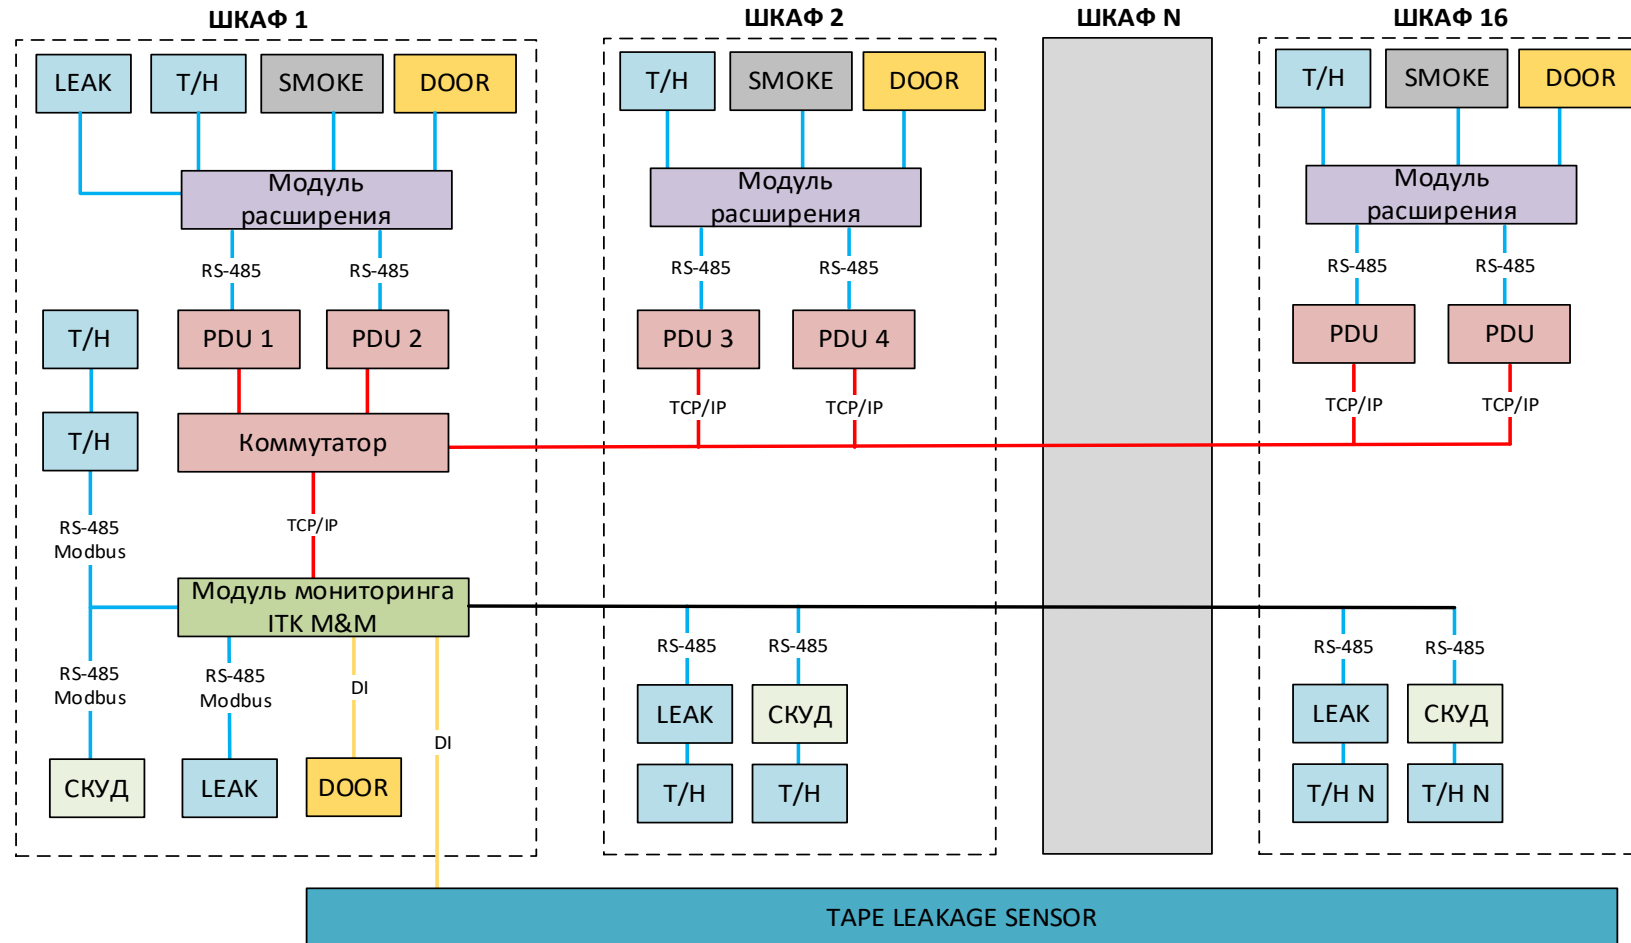 ШКАФ 1
ШКАФ 2
ШКАФ N
ШКАФ 16
LEAK
T/H
SMOKE
DOOR
T/H
SMOKE
DOOR
T/H
SMOKE
DOOR
Модуль
расширения
Модуль
расширения
Модуль
расширения
RS-485
RS-485
RS-485
RS-485
RS-485
RS-485
T/H
PDU 1
PDU 2
PDU 3
PDU 4
PDU
PDU
TCP/IP
TCP/IP
TCP/IP
TCP/IP
T/H
Коммутатор
RS-485
Modbus
TCP/IP
Модуль мониторинга
ITK M&M
RS-485
Modbus
RS-485
Modbus
DI
DI
RS-485
RS-485
RS-485
RS-485
LEAK
СКУД
LEAK
СКУД
СКУД
LEAK
DOOR
T/H
T/H
T/H N
T/H N
TAPE LEAKAGE SENSOR